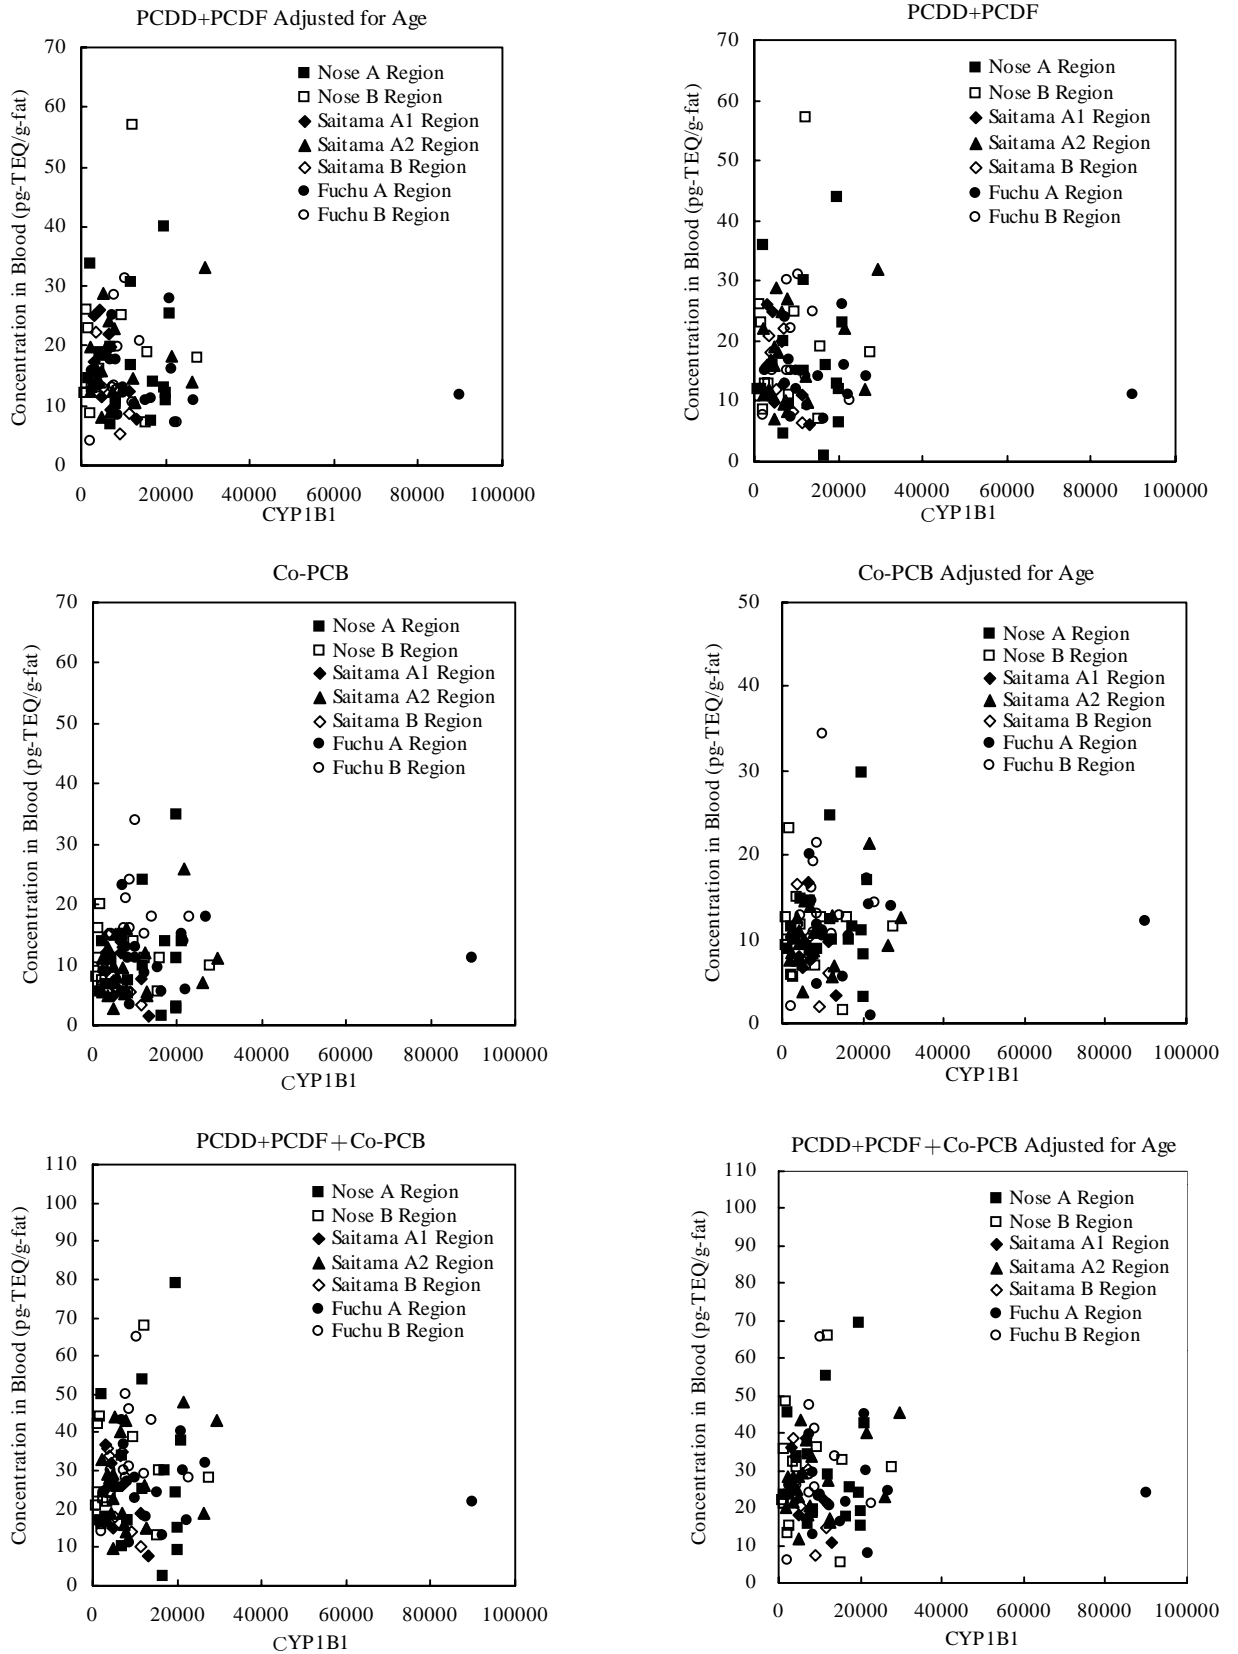 PCDD+PCDF Adjusted for Age
70
60
50
40
30
20
10
0
Concentration in Blood (pg-TEQ/g-fat)
Nose A Region
Nose B Region
Saitama A1 Region
Saitama A2 Region
Saitama B Region
Fuchu A Region
Fuchu B Region
0 20000 40000 60000 80000 100000
CYP1B1
PCDD+PCDF
70
60
50
40
30
20
10
0
Concentration in Blood (pg-TEQ/g-fat)
Nose A Region
Nose B Region
Saitama A1 Region
Saitama A2 Region
Saitama B Region
Fuchu A Region
Fuchu B Region
0 20000 40000 60000 80000 100000
CYP1B1
Co-PCB
70
60
50
40
30
20
10
0
Concentration in Blood (pg-TEQ/g-fat)
Nose A Region
Nose B Region
Saitama A1 Region
Saitama A2 Region
Saitama B Region
Fuchu A Region
Fuchu B Region
0 20000 40000 60000 80000 100000
CYP1B1
Co-PCB Adjusted for Age
50
40
30
20
10
0
Concentration in Blood (pg-TEQ/g-fat)
Nose A Region
Nose B Region
Saitama A1 Region
Saitama A2 Region
Saitama B Region
Fuchu A Region
Fuchu B Region
0 20000 40000 60000 80000 100000
CYP1B1
PCDD+PCDF＋Co-PCB
110
100
90
80
70
60
50
40
30
20
10
0
Concentration in Blood (pg-TEQ/g-fat)
Nose A Region
Nose B Region
Saitama A1 Region
Saitama A2 Region
Saitama B Region
Fuchu A Region
Fuchu B Region
0 20000 40000 60000 80000 100000
CYP1B1
PCDD+PCDF＋Co-PCB Adjusted for Age
110
100
90
80
70
60
50
40
30
20
10
0
Concentration in Blood (pg-TEQ/g-fat)
Nose A Region
Nose B Region
Saitama A1 Region
Saitama A2 Region
Saitama B Region
Fuchu A Region
Fuchu B Region
0 20000 40000 60000 80000 100000
CYP1B1